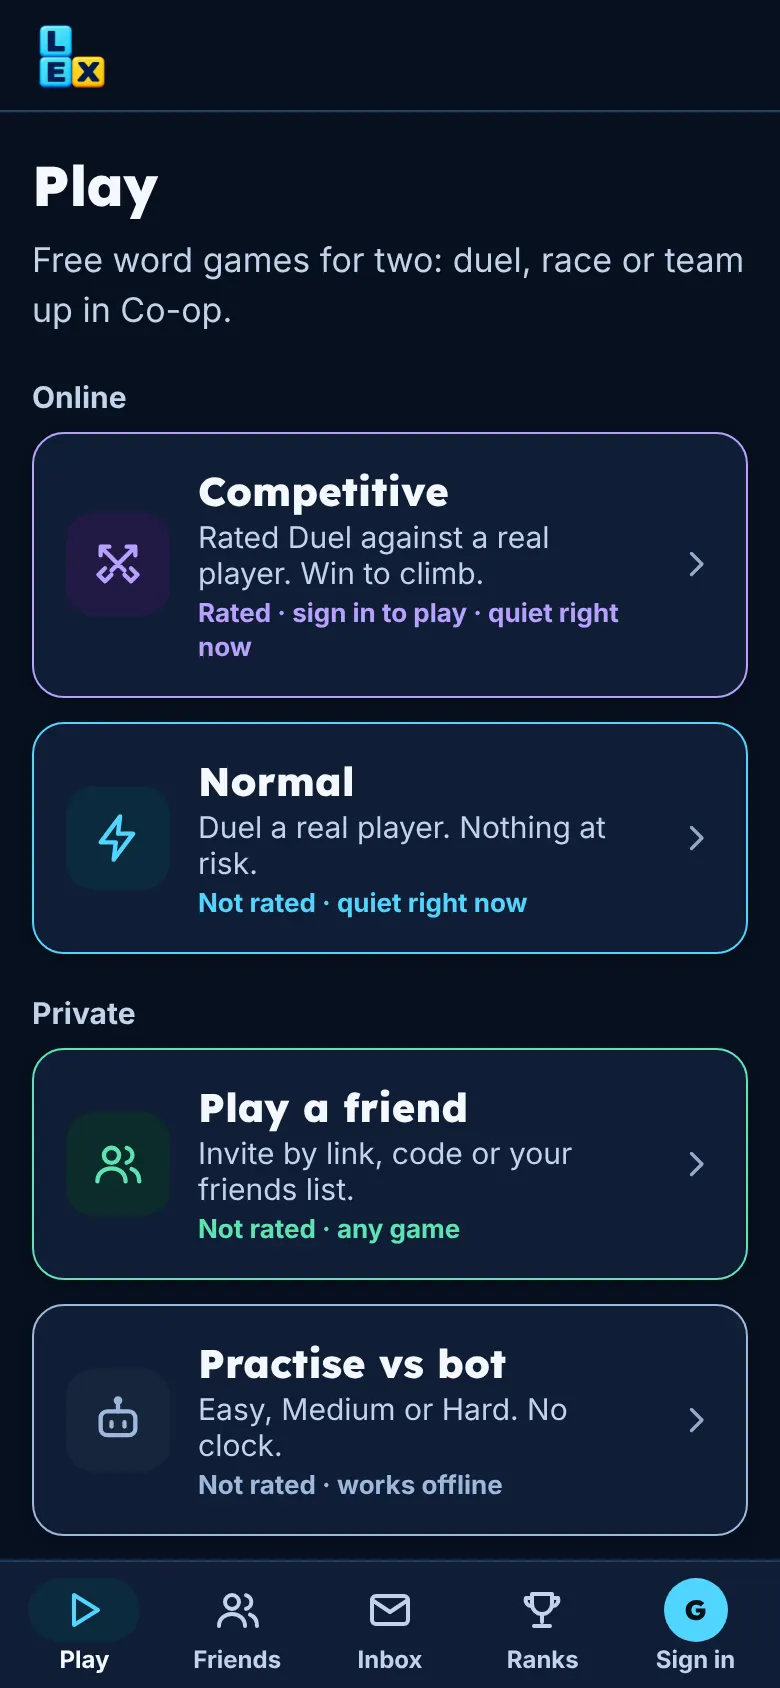 L
EX
Play
Free word games for two: duel, race or team
up in Co-op.
Online
Competitive
Rated Duel against a real
player. Win to climb.
Rated · sign in to play · quiet right
now
Normal
Duel a real player. Nothing at
risk.
Not rated · quiet right now
Private
Play a friend
Invite by link, code or your
friends list.
Not rated · any game
Practise vs bot
Easy, Medium or Hard. No
clock.
Not rated · works offline
G
Play
Friends
Inbox
Ranks
Sign in